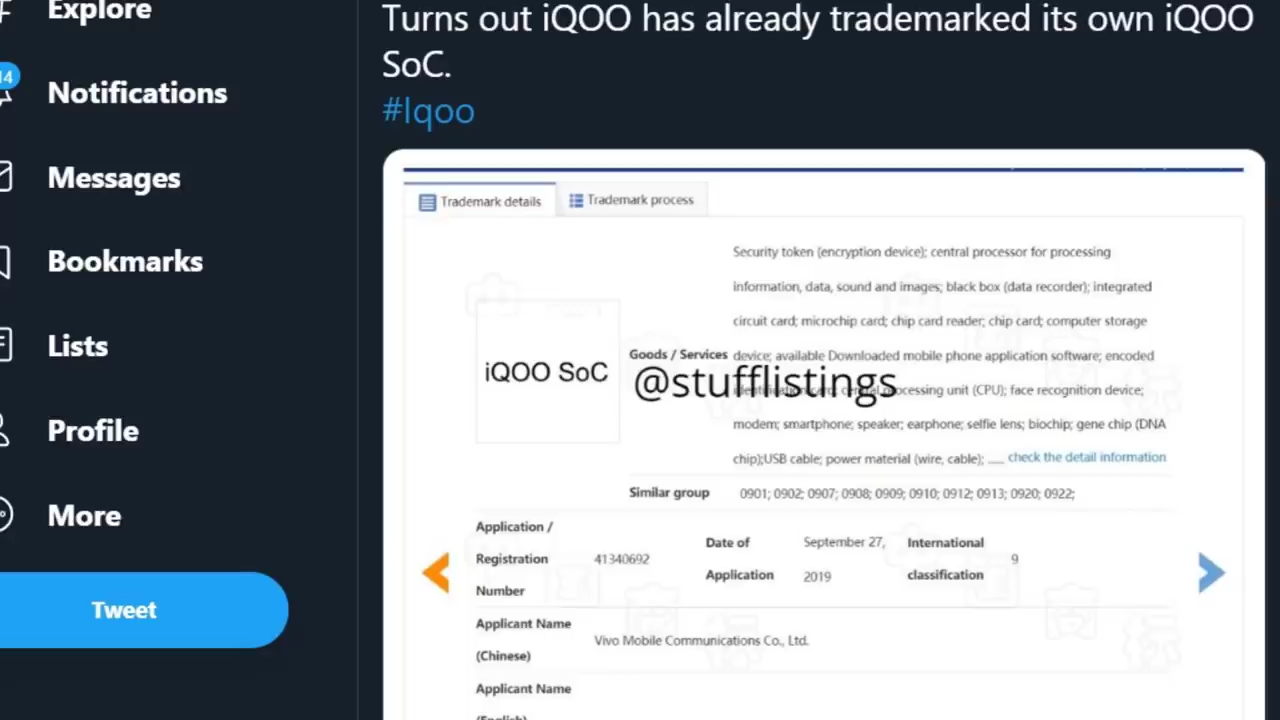 Explore
14
Notifications
Messages
Bookmarks
Lists
Profile
More
Tweet
Turns out iQOO has already trademarked its own iQOO
SoC.
#Iqoo
Trademark details
Trademark process
iQOO SoC
Goods / Services
Security token (encryption device); central processor for processing
information, data, sound and images; black box (data recorder); integrated
circuit card; microchip card; chip card reader; chip card; computer storage
device; available Downloaded mobile phone application software; encoded
identification card; central processing unit (CPU); face recognition device;
modem; smartphone; speaker; earphone; selfie lens; biochip; gene chip (DNA
chip);USB cable; power material (wire, cable); __ check the detail information
@stufflistings
Similar group 0901; 0902; 0907; 0908; 0909; 0910; 0912; 0913; 0920; 0922;
Application /
Registration
Number
41340692
Date of
Application
September 27,
2019
International
classification
9
Applicant Name
(Chinese)
Vivo Mobile Communications Co., Ltd.
Applicant Name
(English)